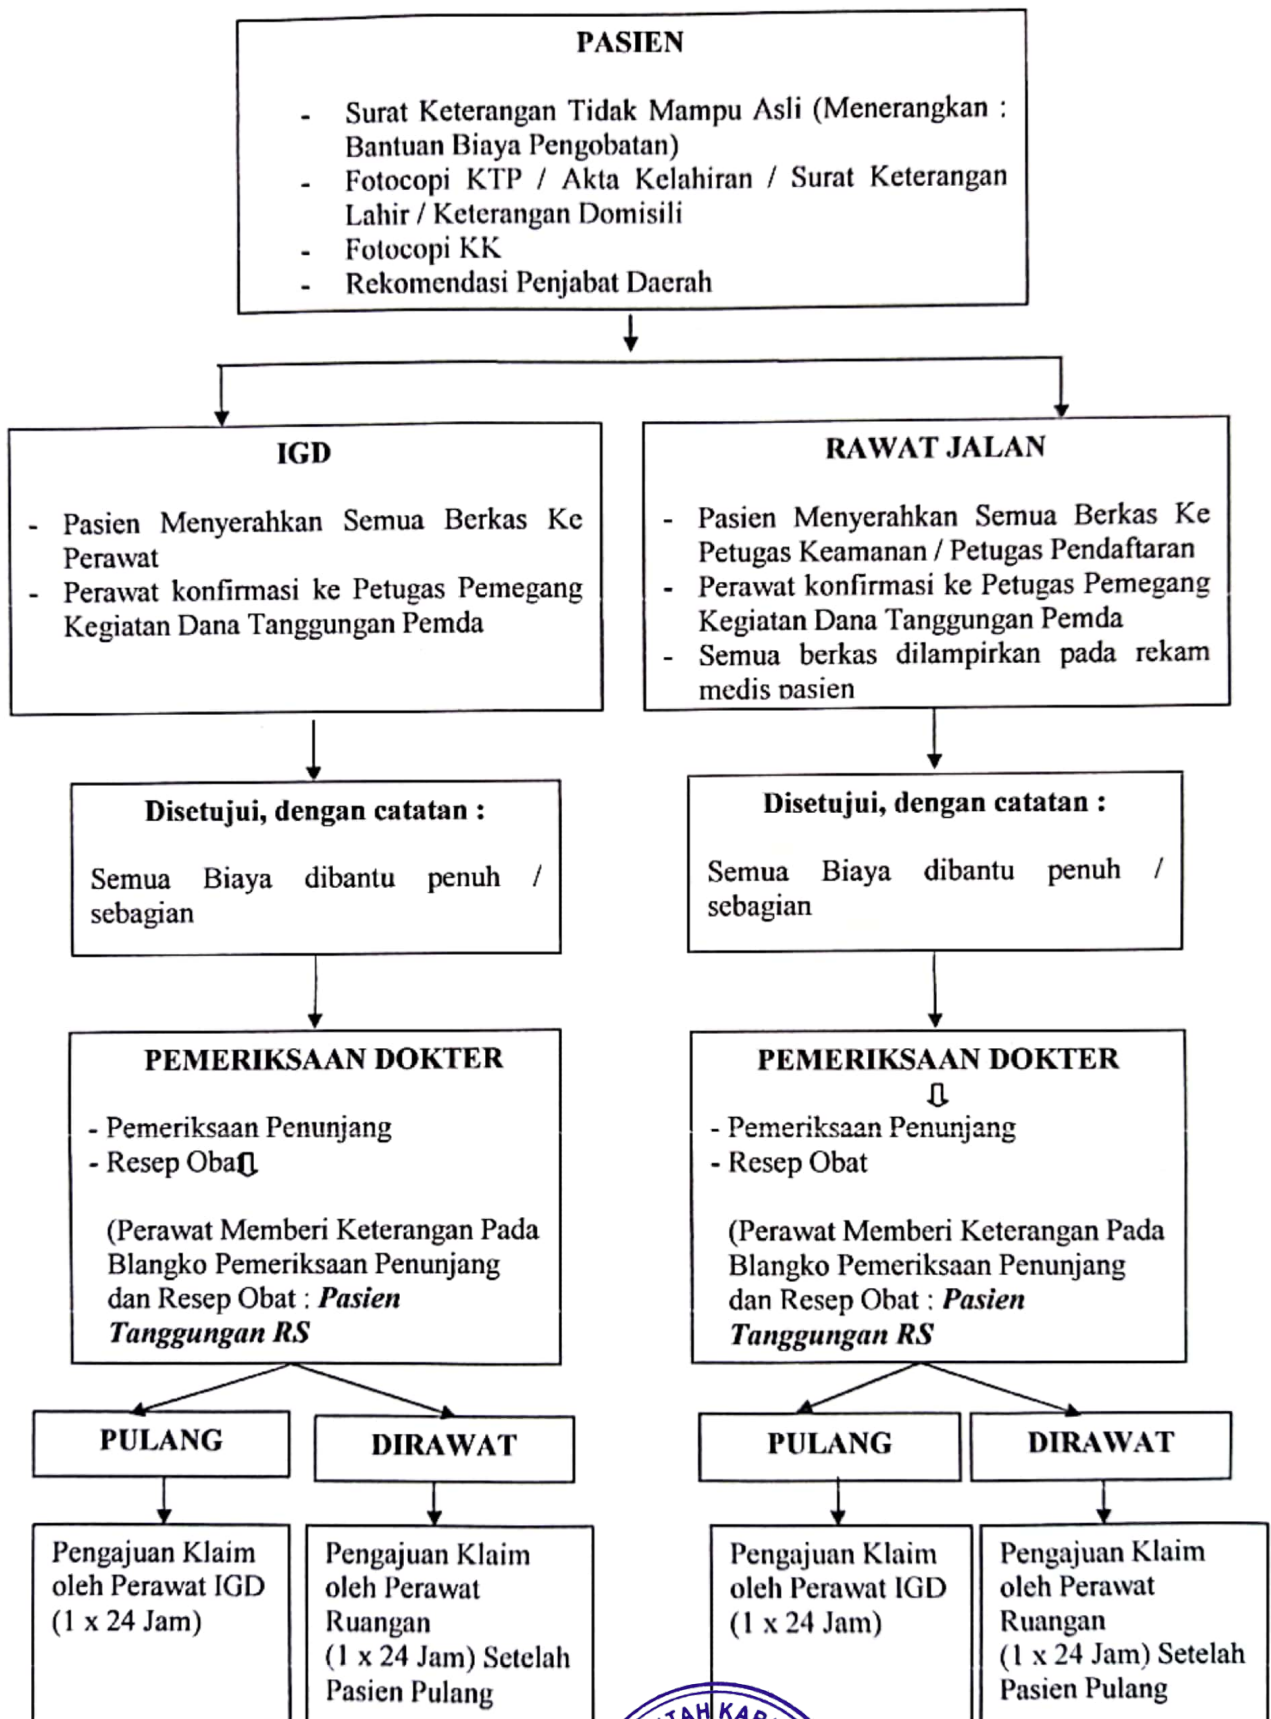 PASIEN
- Surat Keterangan Tidak Mampu Asli (Menerangkan :
Bantuan Biaya Pengobatan)
- Fotocopi KTP / Akta Kelahiran / Surat Keterangan
Lahir / Keterangan Domisili
- Fotocopi KK
- Rekomendasi Penjabat Daerah
IGD
- Pasien Menyerahkan Semua Berkas Ke
Perawat
- Perawat konfirmasi ke Petugas Pemegang
Kegiatan Dana Tanggungan Pemda
RAWAT JALAN
- Pasien Menyerahkan Semua Berkas Ke
Petugas Keamanan / Petugas Pendaftaran
- Perawat konfirmasi ke Petugas Pemegang
Kegiatan Dana Tanggungan Pemda
- Semua berkas dilampirkan pada rekam
medis pasien
Disetujui, dengan catatan :
Semua Biaya dibantu penuh /
sebagian
Disetujui, dengan catatan :
Semua Biaya dibantu penuh /
sebagian
PEMERIKSAAN DOKTER
- Pemeriksaan Penunjang
- Resep Obat
(Perawat Memberi Keterangan Pada
Blangko Pemeriksaan Penunjang
dan Resep Obat : Pasien
Tanggungan RS
PEMERIKSAAN DOKTER
- Pemeriksaan Penunjang
- Resep Obat
(Perawat Memberi Keterangan Pada
Blangko Pemeriksaan Penunjang
dan Resep Obat : Pasien
Tanggungan RS
PULANG
DIRAWAT
PULANG
DIRAWAT
Pengajuan Klaim
oleh Perawat IGD
(1 x 24 Jam)
Pengajuan Klaim
oleh Perawat
Ruangan
(1 x 24 Jam) Setelah
Pasien Pulang
Pengajuan Klaim
oleh Perawat IGD
(1 x 24 Jam)
Pengajuan Klaim
oleh Perawat
Ruangan
(1 x 24 Jam) Setelah
Pasien Pulang